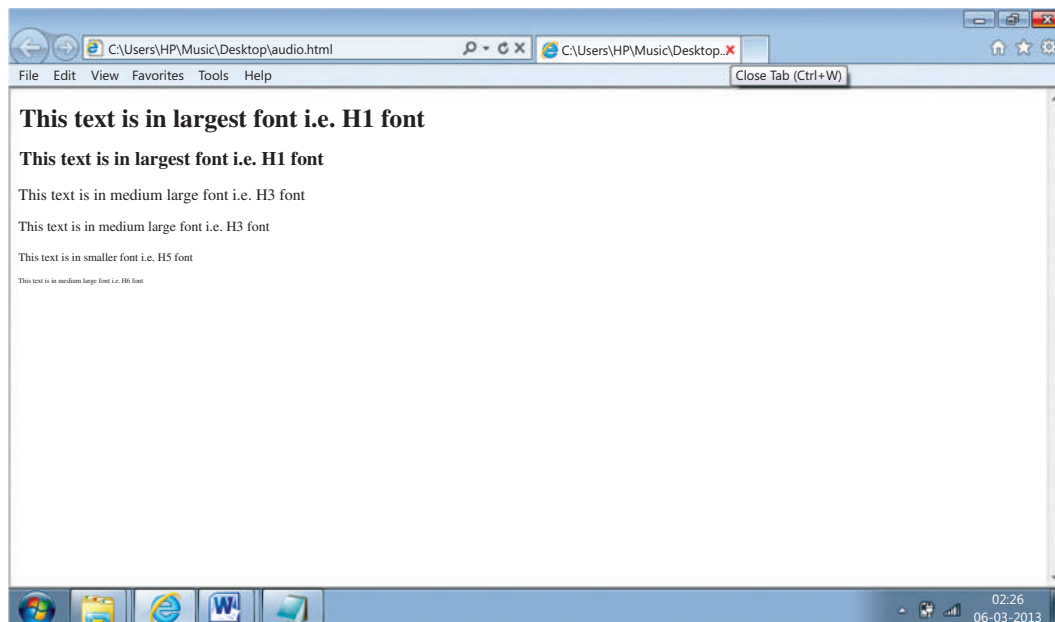 C:\Users\HP\Music\Desktop\audio.html
C:\Users\HP\Music\Desktop..
File Edit View Favorites Tools Help
Close Tab (Ctrl+W)
This text is in largest font i.e. H1 font
This text is in largest font i.e. H1 font
This text is in medium large font i.e. H3 font
This text is in medium large font i.e. H3 font
This text is in smaller font i.e. H5 font
This text is in medium large font i.e. H6 font
W
02:26
06-03-2013